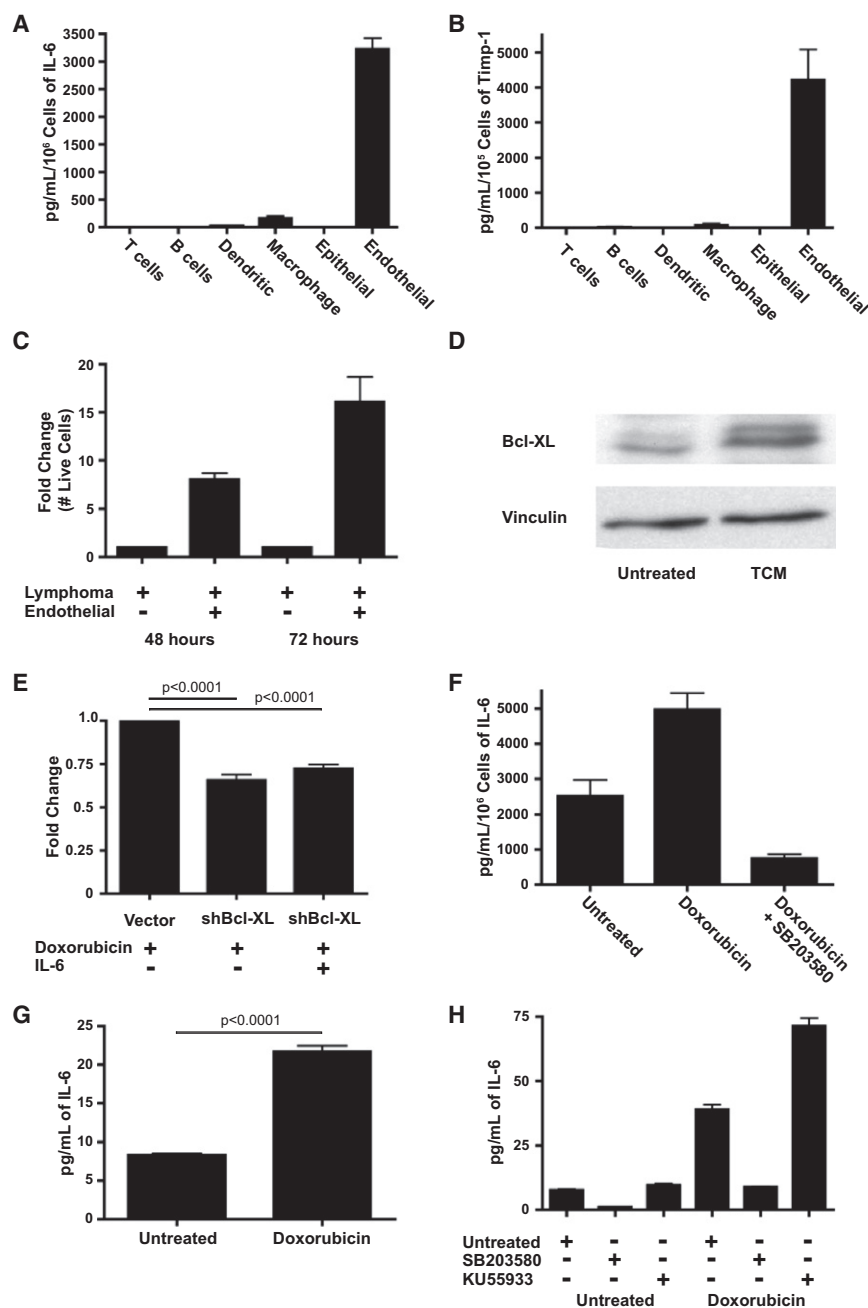 A
pg/mL/10⁶ Cells of IL-6
3500
3000
2500
2000
1500
1000
500
0
T cells
B cells
Dendritic
Macrophage
Epithelial
Endothelial
B
pg/mL/10⁵ Cells of Timp-1
5000
4000
3000
2000
1000
0
T cells
B cells
Dendritic
Macrophage
Epithelial
Endothelial
C
Fold Change
(# Live Cells)
20
15
10
5
0
Lymphoma + + + +
Endothelial - + - +
48 hours 72 hours
D
Bcl-XL
Vinculin
Untreated TCM
E
p<0.0001
p<0.0001
Fold Change
1.0
0.75
0.5
0.25
0
Vector shBcl-XL shBcl-XL
Doxorubicin + + +
IL-6 - - +
F
pg/mL/10⁶ Cells of IL-6
5000
4000
3000
2000
1000
0
Untreated
Doxorubicin
Doxorubicin
+ SB203580
G
p<0.0001
pg/mL of IL-6
25
20
15
10
5
0
Untreated Doxorubicin
H
pg/mL of IL-6
75
50
25
0
Untreated + - - + - -
SB203580 - + - - + -
KU55933 - - + - - +
Untreated Doxorubicin